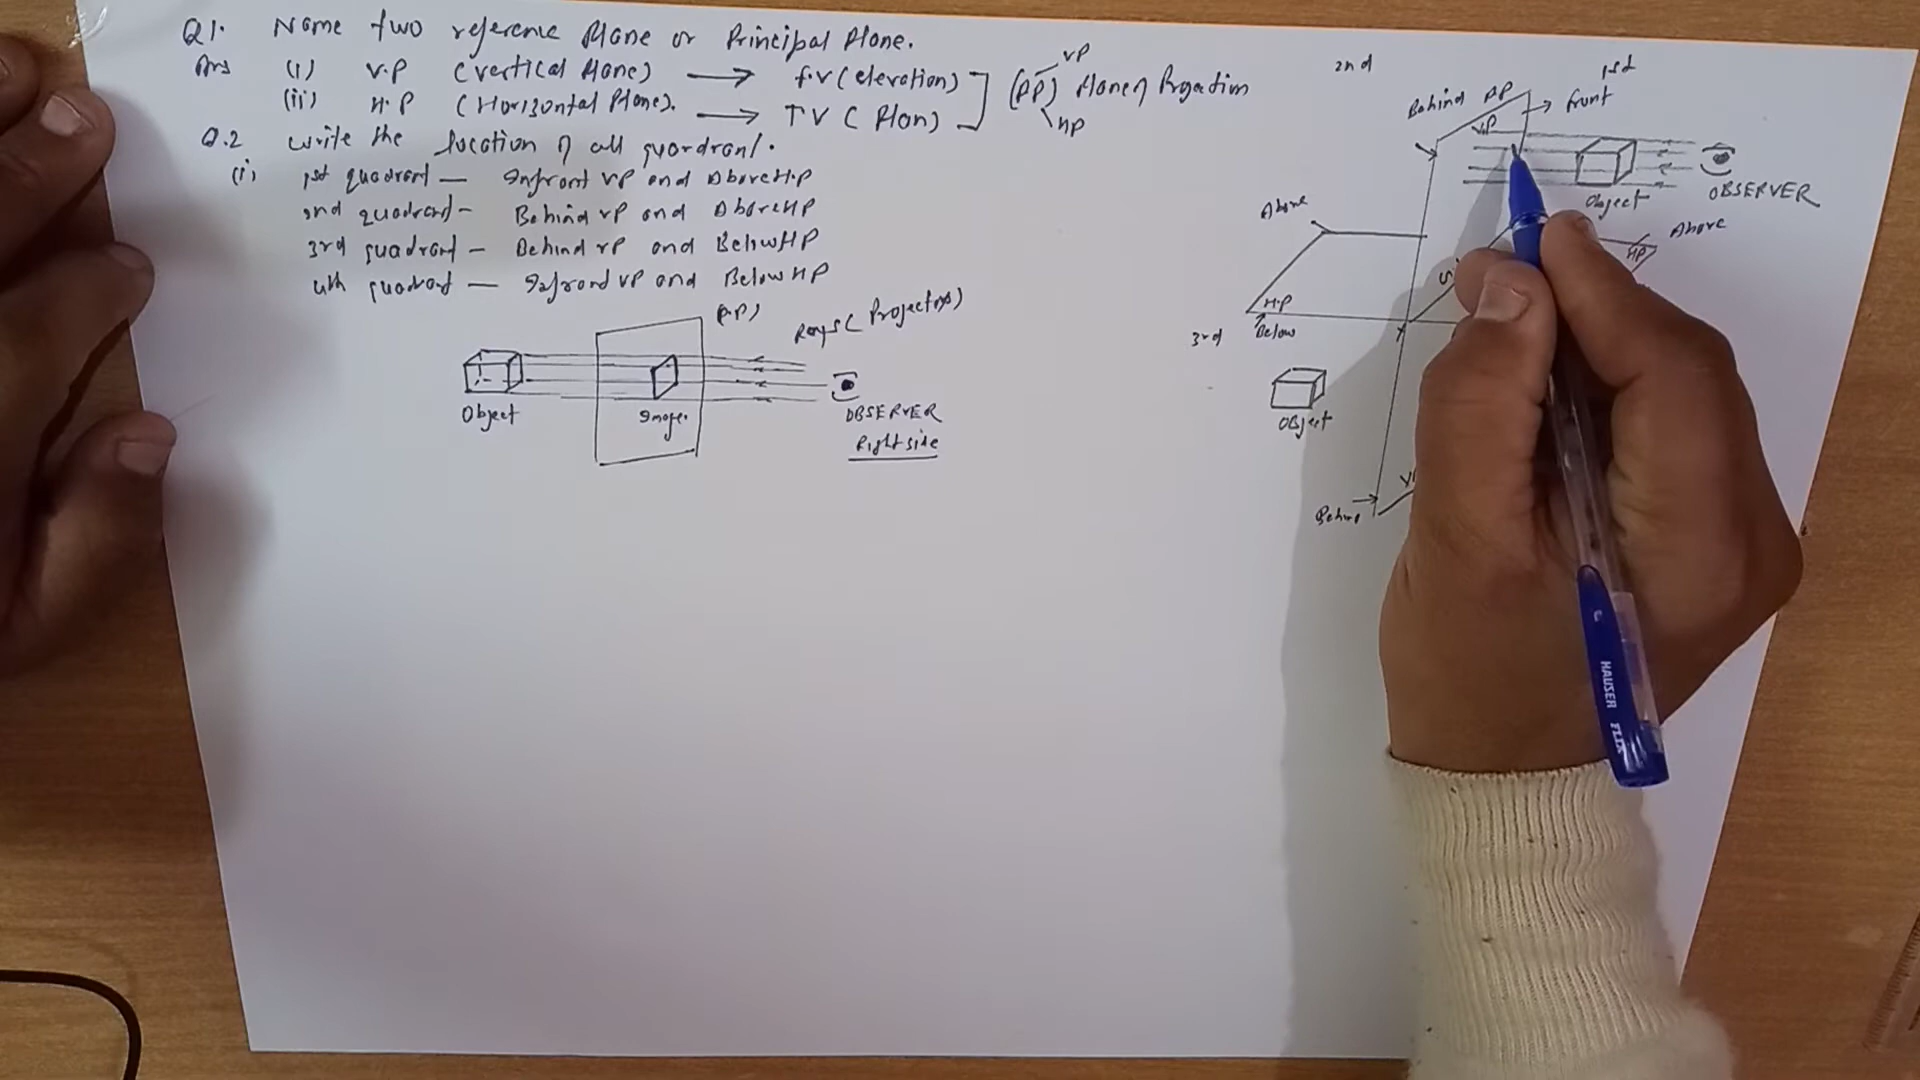 Q1. Name two reference Plane or Principal Plane.
Ans (i) V.P (vertical Plane) → F.V (elevation)
(ii) H.P (Horizontal Plane). → TV (Plan)
(PP) Plane of Projection
VP
HP
Q.2 write the location of all quadrant.
(i) 1st quadrant — Infront VP and Above H.P
2nd quadrant - Behind VP and Above HP
3rd quadrant - Behind VP and Below HP
4th quadrant — Infront VP and Below HP
(P.P)
Rays (Projectors)
Object
Image
OBSERVER
Right side
2nd
1st
Behind
Front
VP
Object
OBSERVER
Above
Above
HP
H.P
Below
3rd
X
Object
Behind
HAUSER FLIX